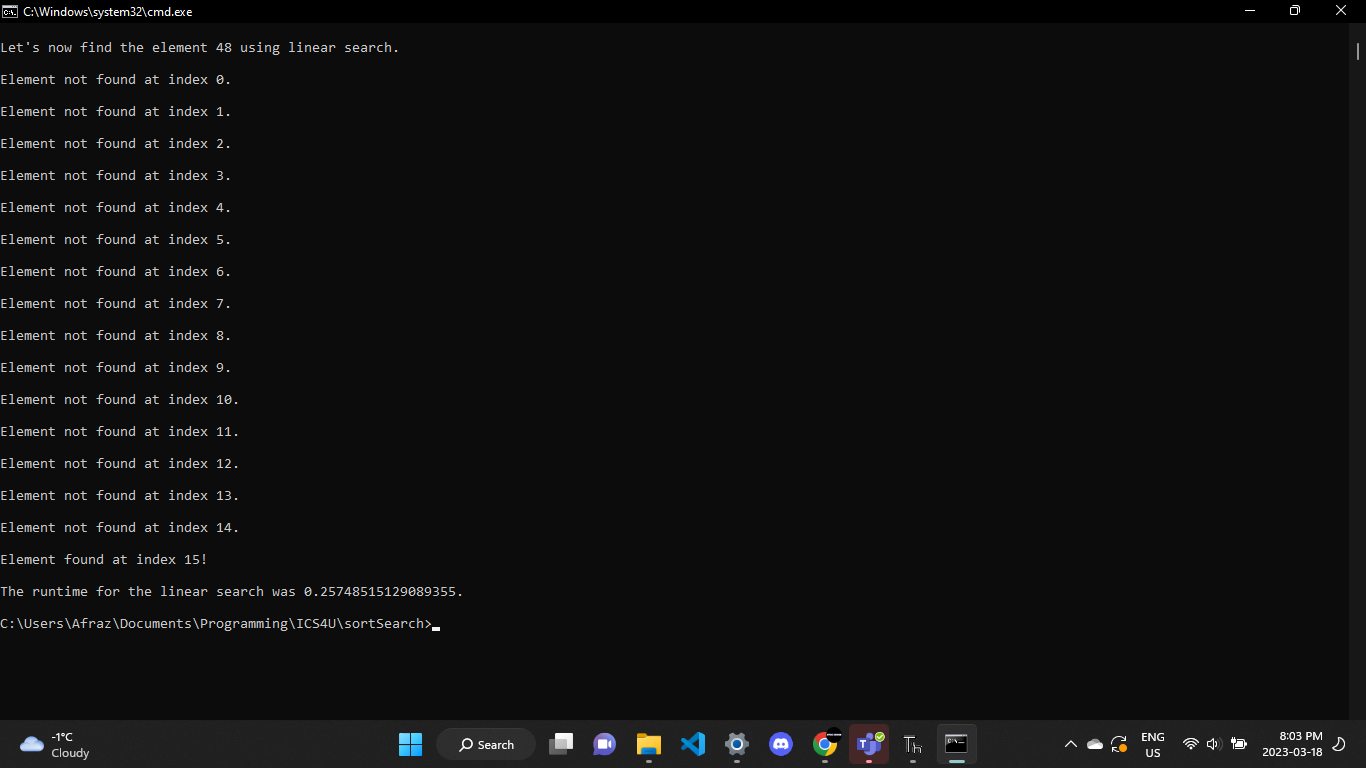 C:\Windows\system32\cmd.exe
Let's now find the element 48 using linear search.
Element not found at index 0.
Element not found at index 1.
Element not found at index 2.
Element not found at index 3.
Element not found at index 4.
Element not found at index 5.
Element not found at index 6.
Element not found at index 7.
Element not found at index 8.
Element not found at index 9.
Element not found at index 10.
Element not found at index 11.
Element not found at index 12.
Element not found at index 13.
Element not found at index 14.
Element found at index 15!
The runtime for the linear search was 0.25748515129089355.
C:\Users\Afraz\Documents\Programming\ICS4U\sortSearch>
-1°C
Cloudy
Search
ENG
US
8:03 PM
2023-03-18